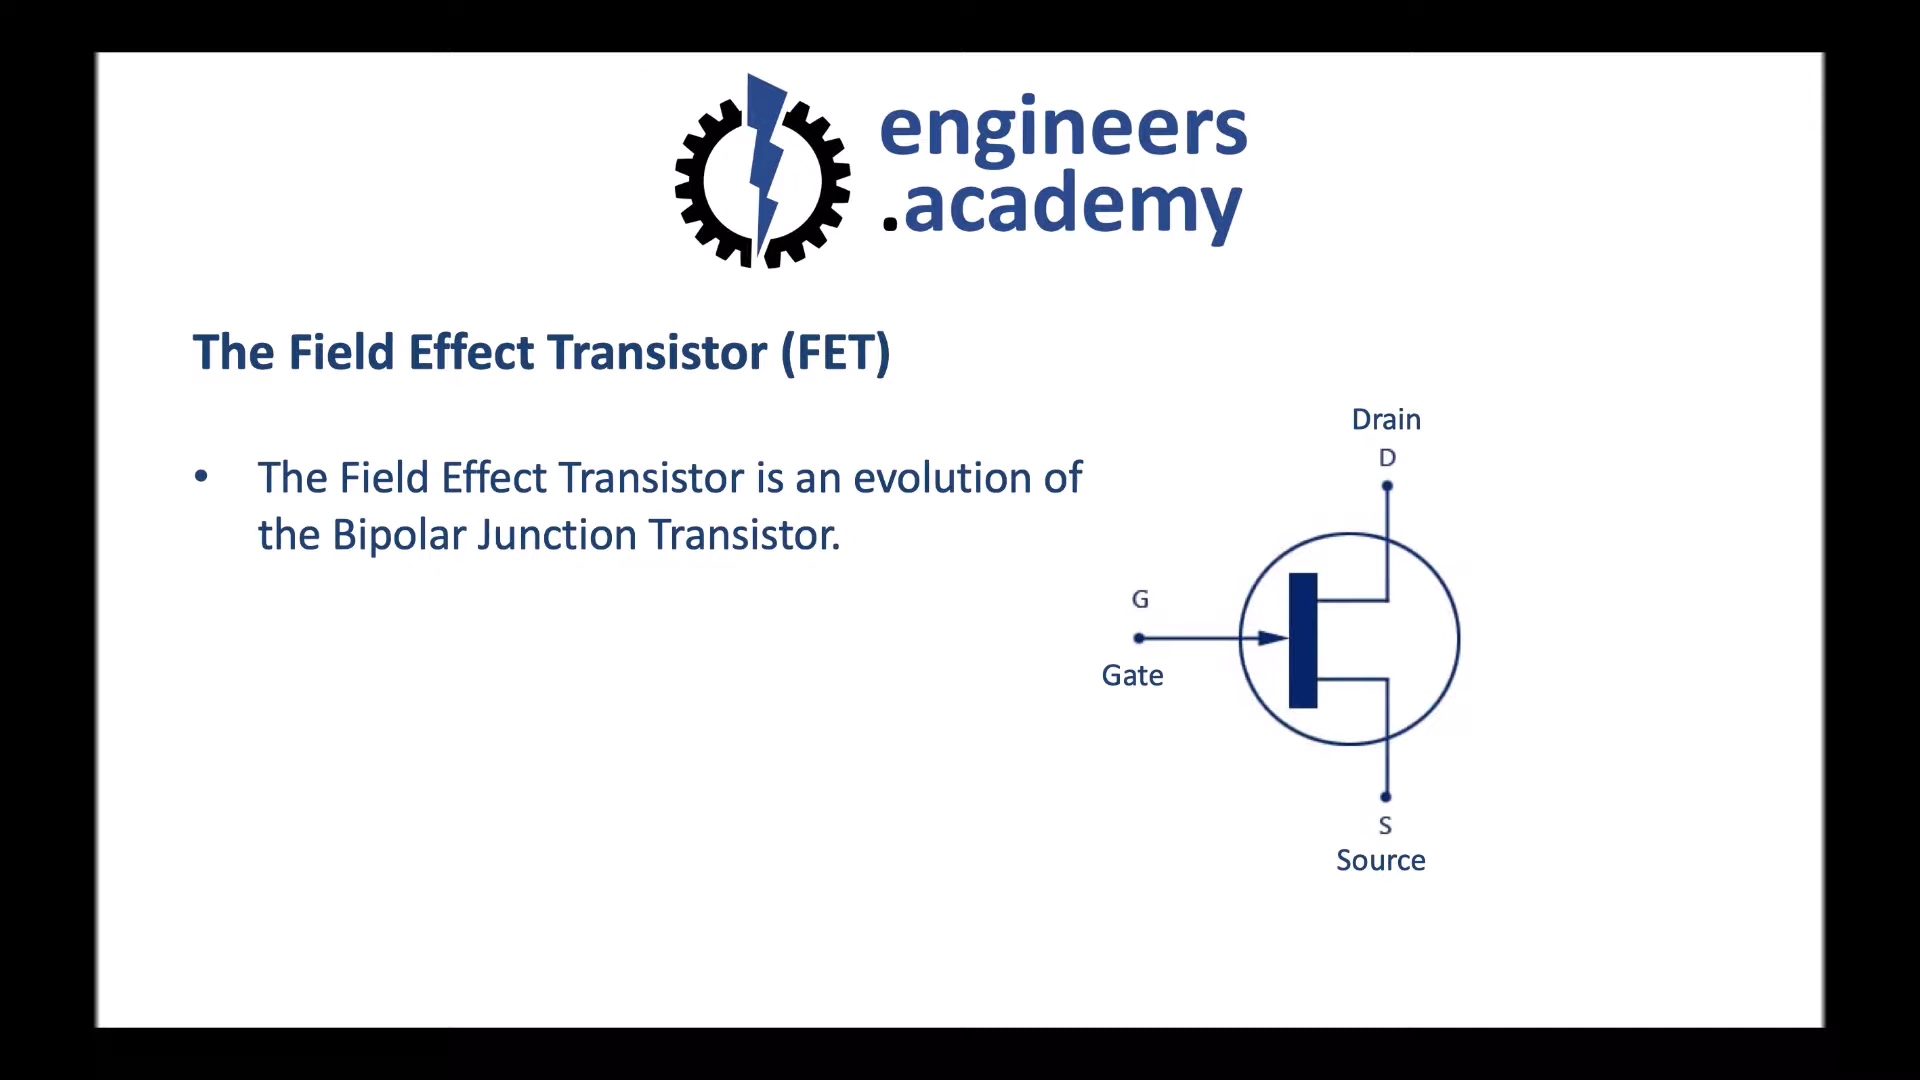 engineers
.academy
The Field Effect Transistor (FET)
• The Field Effect Transistor is an evolution of
the Bipolar Junction Transistor.
Drain
D
G
Gate
S
Source